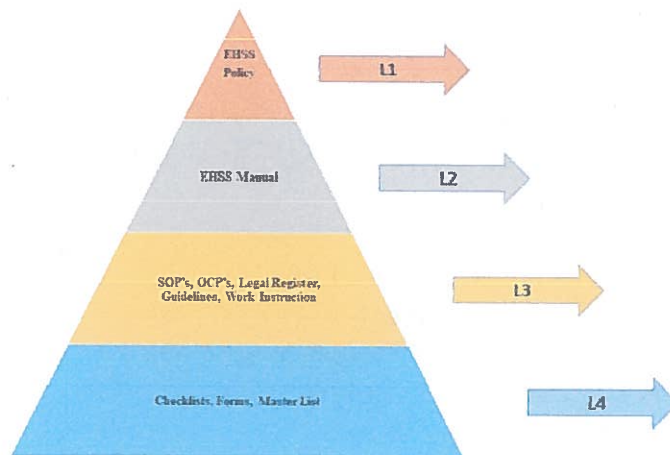 EHSS
Policy
L1
EHSS Manual
L2
SOP's, OCP's, Legal Register,
Guidelines, Work Instruction
L3
Checklists, Forms, Master List
L4